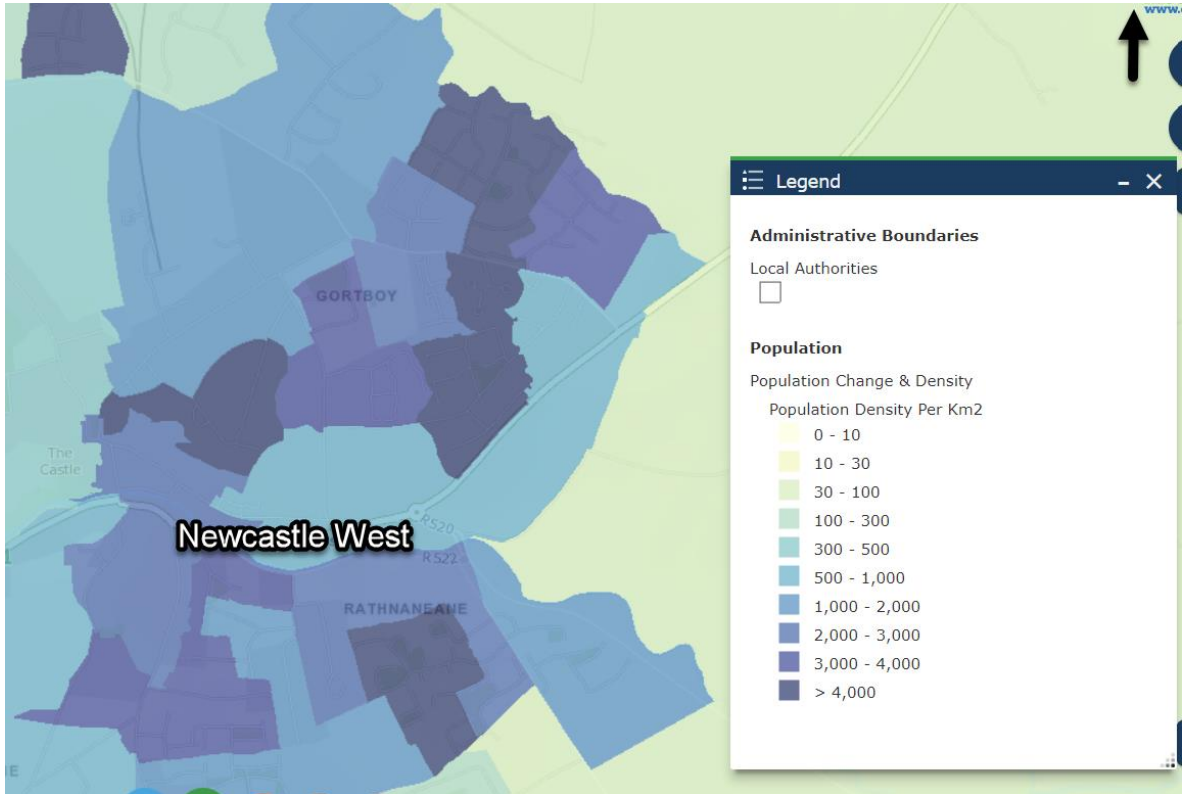 www.
Legend
Administrative Boundaries
Local Authorities
Population
Population Change & Density
Population Density Per Km2
0 - 10
10 - 30
30 - 100
100 - 300
300 - 500
500 - 1,000
1,000 - 2,000
2,000 - 3,000
3,000 - 4,000
> 4,000
GORTBOY
The
Castle
Newcastle West
R520
R522
RATHNANEANE